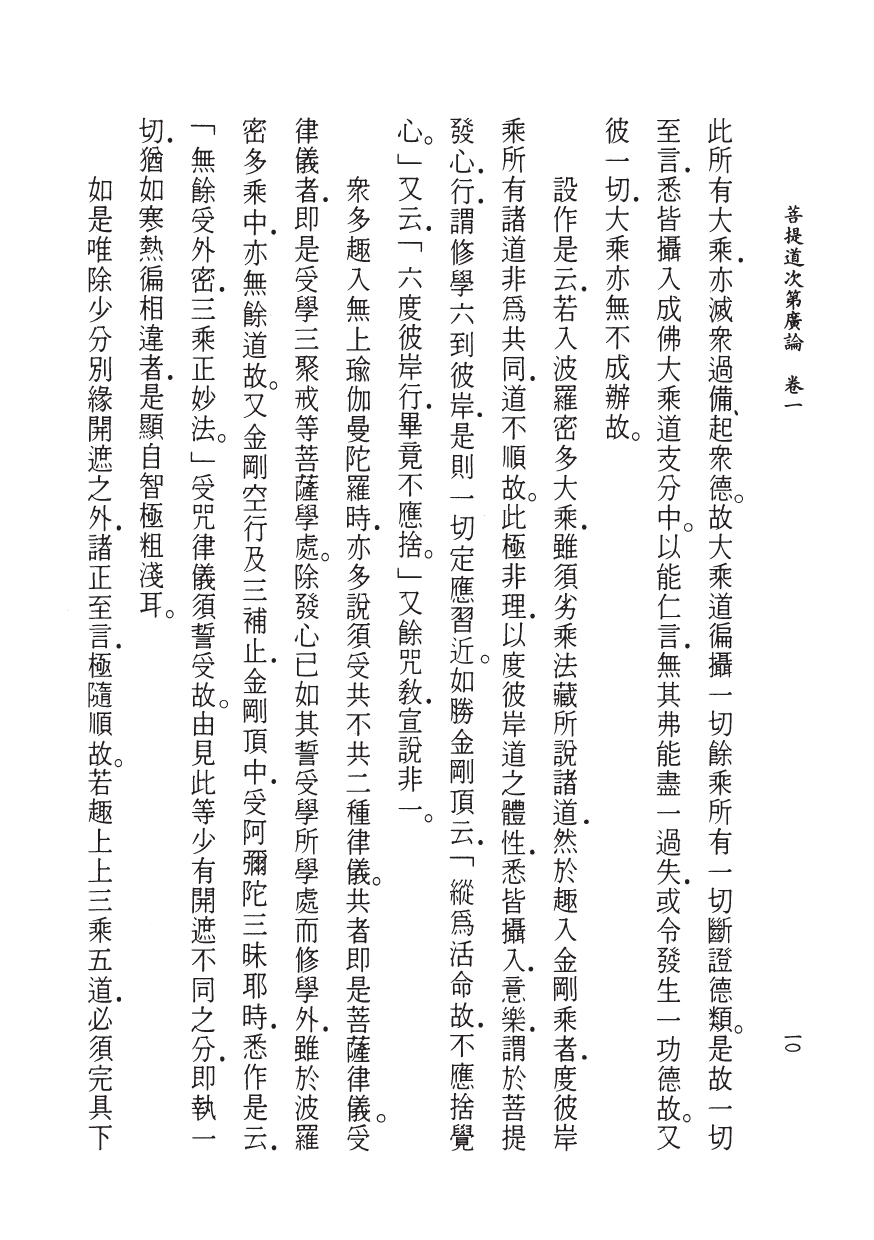 菩提道次第廣論　卷一
一〇
此所有大乘．亦滅衆過備、起衆德。故大乘道徧攝一切餘乘所有一切斷證德類。是故一切
至言．悉皆攝入成佛大乘道支分中。以能仁言．無其弗能盡一過失．或令發生一功德故。又
彼一切．大乘亦無不成辦故。
設作是云．若入波羅密多大乘．雖須劣乘法藏所說諸道．然於趣入金剛乘者．度彼岸
乘所有諸道非爲共同．道不順故。此極非理．以度彼岸道之體性．悉皆攝入．意樂．謂於菩提
發心．行．謂修學六到彼岸．是則一切定應習近。如勝金剛頂云．「縱爲活命故．不應捨覺
心。」又云．「六度彼岸行．畢竟不應捨。」又餘咒教．宣說非一。
衆多趣入無上瑜伽曼陀羅時．亦多說須受共不共二種律儀。共者即是菩薩律儀。受
律儀者．即是受學三聚戒等菩薩學處。除發心已如其誓受學所學處而修學外．雖於波羅
密多乘中．亦無餘道故。又金剛空行及三補止．金剛頂中．受阿彌陀三昧耶時．悉作是云．
「無餘受外密．三乘正妙法。」受咒律儀須誓受故。由見此等少有開遮不同之分．即執一
切．猶如寒熱徧相違者．是顯自智極粗淺耳。
如是唯除少分別緣開遮之外．諸正至言．極隨順故。若趣上上三乘五道．必須完具下